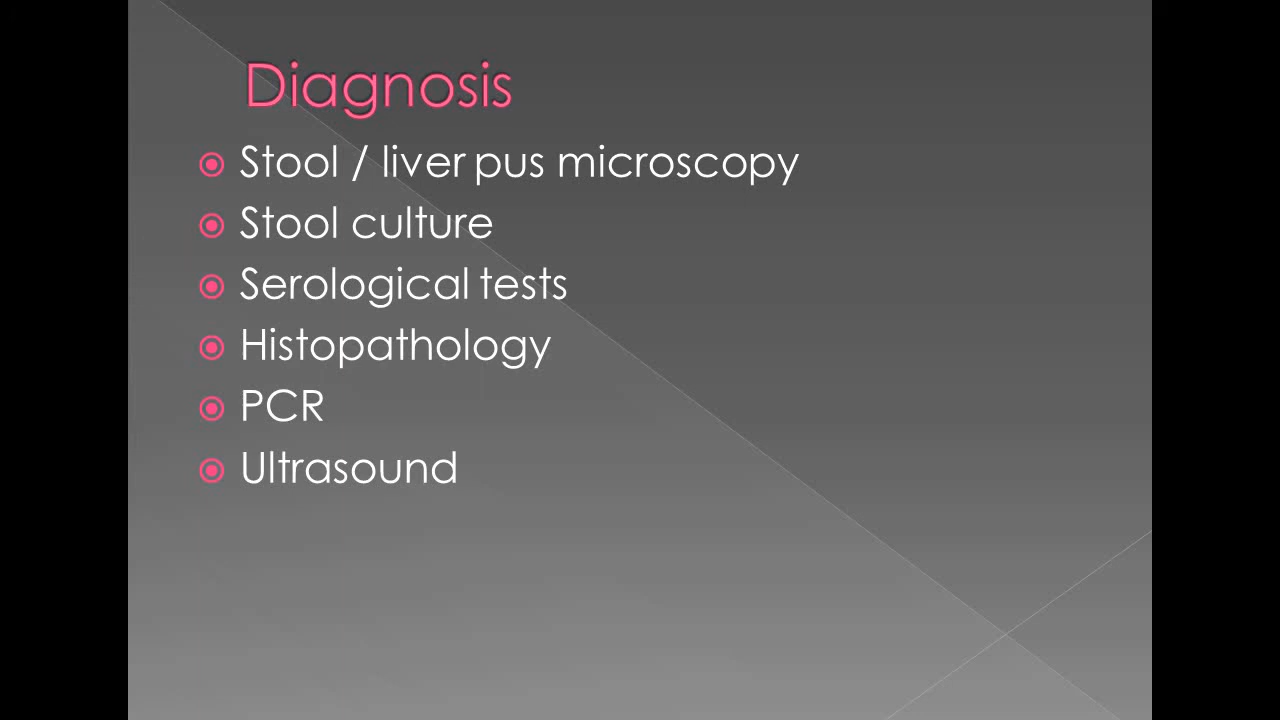 Diagnosis
Stool / liver pus microscopy
Stool culture
Serological tests
Histopathology
PCR
Ultrasound